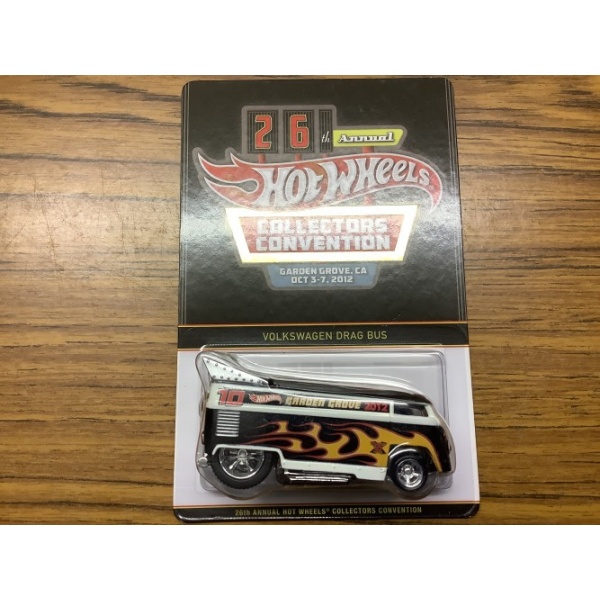 26th Annual
HOT WHEELS
COLLECTORS
CONVENTION
GARDEN GROVE, CA
OCT 3-7, 2012
VOLKSWAGEN DRAG BUS
10 HOT WHEELS GARDEN GROVE 2012
26th ANNUAL HOT WHEELS® COLLECTORS CONVENTION